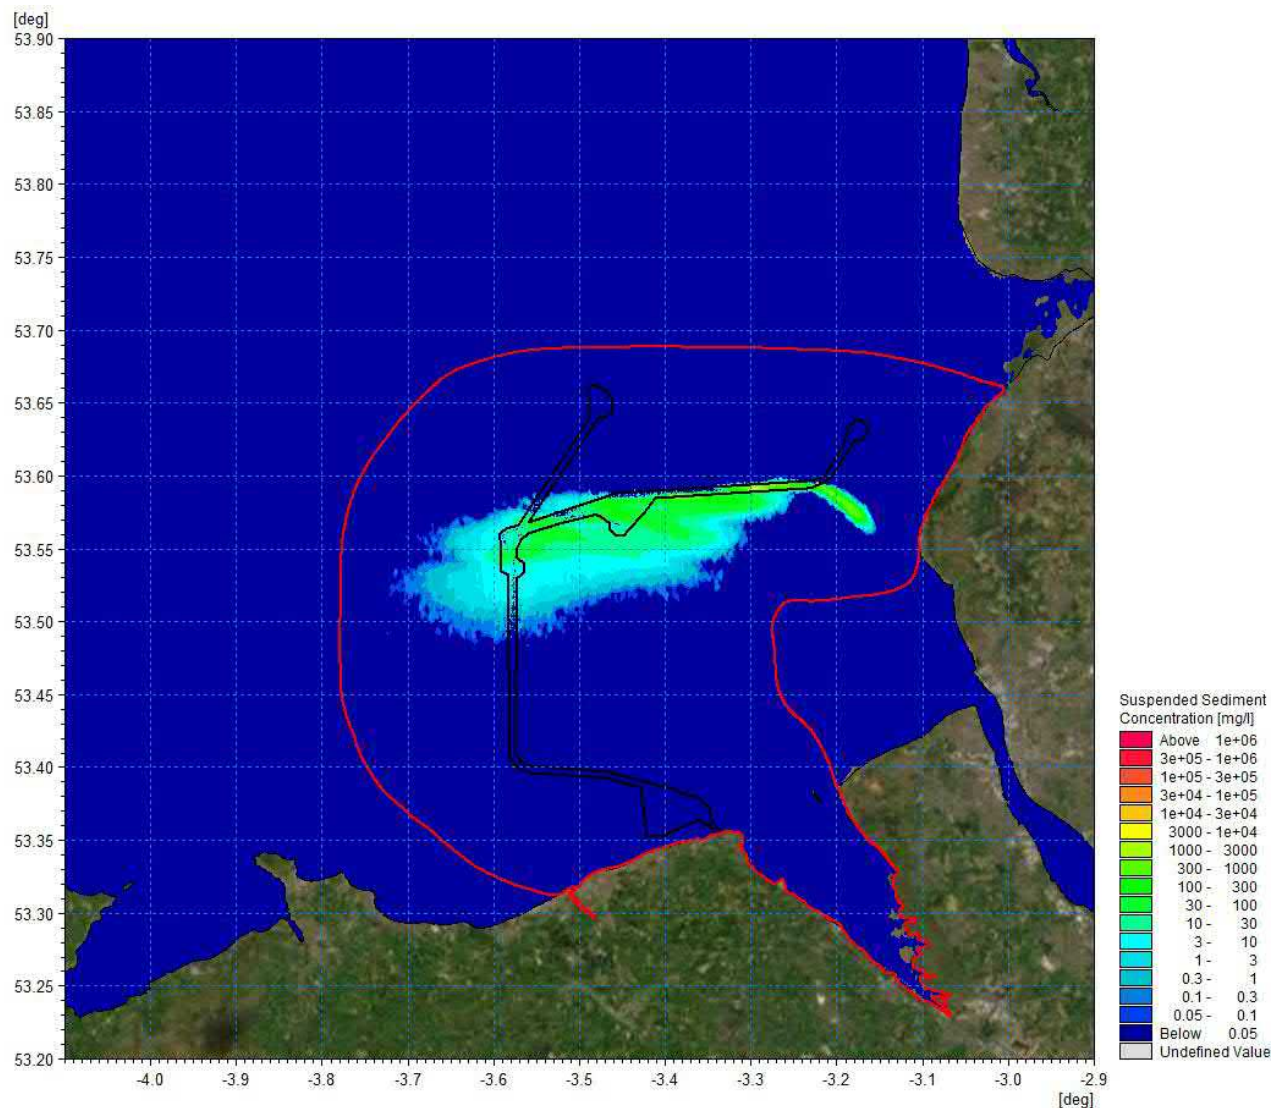 [deg]
53.90
53.85
53.80
53.75
53.70
53.65
53.60
53.55
53.50
53.45
53.40
53.35
53.30
53.25
53.20
-4.0 -3.9 -3.8 -3.7 -3.6 -3.5 -3.4 -3.3 -3.2 -3.1 -3.0 -2.9
[deg]
Suspended Sediment
Concentration [mg/l]
Above 1e+06
3e+05 - 1e+06
1e+05 - 3e+05
3e+04 - 1e+05
1e+04 - 3e+04
3000 - 1e+04
1000 - 3000
300 - 1000
100 - 300
30 - 100
10 - 30
3 - 10
1 - 3
0.3 - 1
0.1 - 0.3
0.05 - 0.1
Below 0.05
Undefined Value